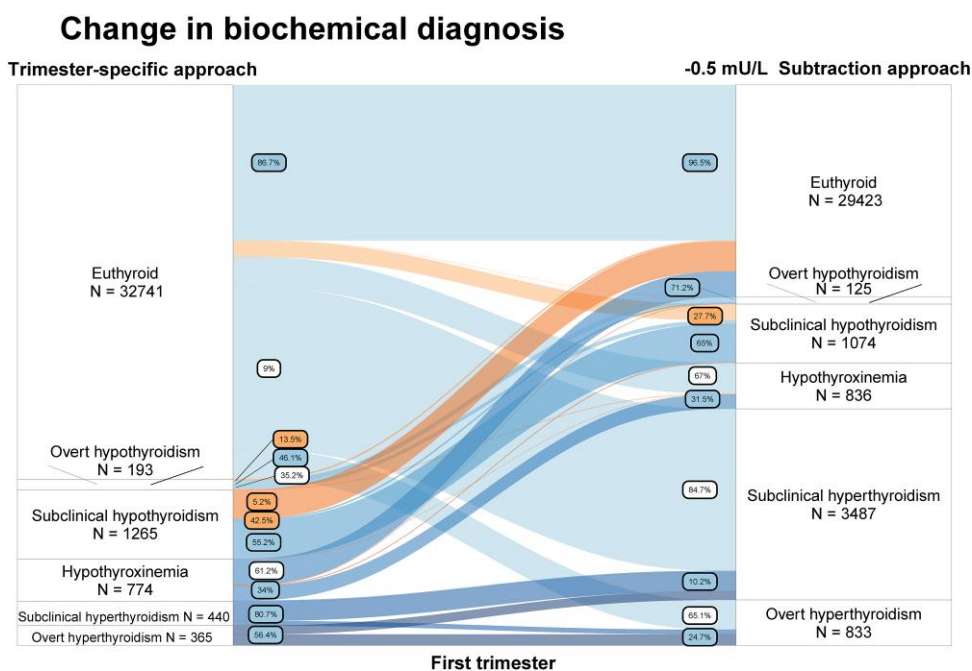 Change in biochemical diagnosis
Trimester-specific approach
-0.5 mU/L Subtraction approach
86.7%
96.5%
Euthyroid
N = 32741
Euthyroid
N = 29423
Overt hypothyroidism
N = 125
71.2%
27.7%
Subclinical hypothyroidism
N = 1074
65%
9%
67%
Hypothyroxinemia
N = 836
31.5%
Overt hypothyroidism
N = 193
13.5%
46.1%
35.2%
84.7%
Subclinical hyperthyroidism
N = 3487
Subclinical hypothyroidism
N = 1265
5.2%
42.5%
55.2%
Hypothyroxinemia
N = 774
61.2%
34%
10.2%
Subclinical hyperthyroidism N = 440
80.7%
65.1%
Overt hyperthyroidism
N = 833
Overt hyperthyroidism N = 365
56.4%
24.7%
First trimester